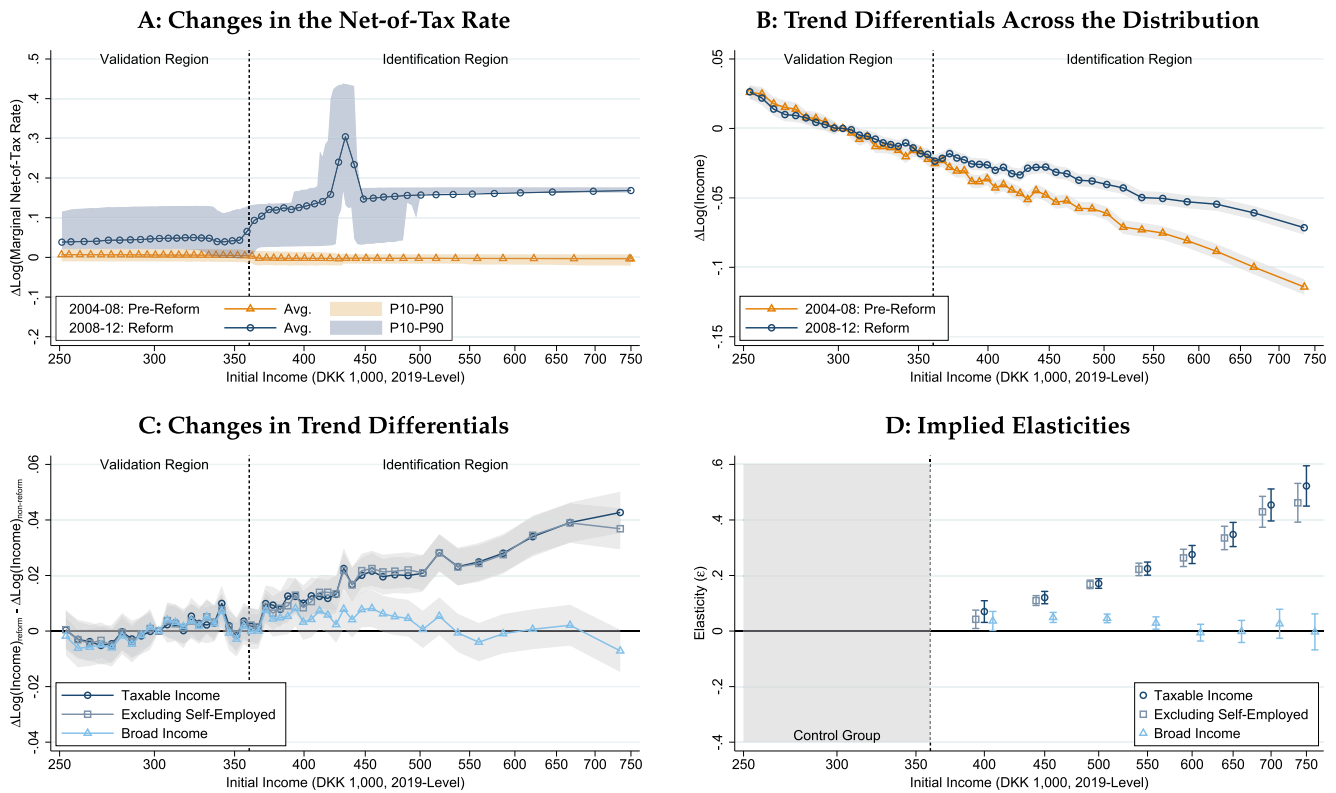 A: Changes in the Net-of-Tax Rate
Validation Region
Identification Region
ΔLog(Marginal Net-of-Tax Rate)
.5
.4
.3
.2
.1
0
-.1
-.2
2004-08: Pre-Reform Avg. P10-P90
2008-12: Reform Avg. P10-P90
250 300 350 400 450 500 550 600 650 700 750
Initial Income (DKK 1,000, 2019-Level)
B: Trend Differentials Across the Distribution
Validation Region
Identification Region
ΔLog(Income)
.05
0
-.05
-.1
-.15
2004-08: Pre-Reform
2008-12: Reform
250 300 350 400 450 500 550 600 650 700 750
Initial Income (DKK 1,000, 2019-Level)
C: Changes in Trend Differentials
Validation Region
Identification Region
ΔLog(Income)reform - ΔLog(Income)non-reform
.06
.04
.02
0
-.02
-.04
Taxable Income
Excluding Self-Employed
Broad Income
250 300 350 400 450 500 550 600 650 700 750
Initial Income (DKK 1,000, 2019-Level)
D: Implied Elasticities
Elasticity (ε)
.6
.4
.2
0
-.2
-.4
Control Group
Taxable Income
Excluding Self-Employed
Broad Income
250 300 350 400 450 500 550 600 650 700 750
Initial Income (DKK 1,000, 2019-Level)